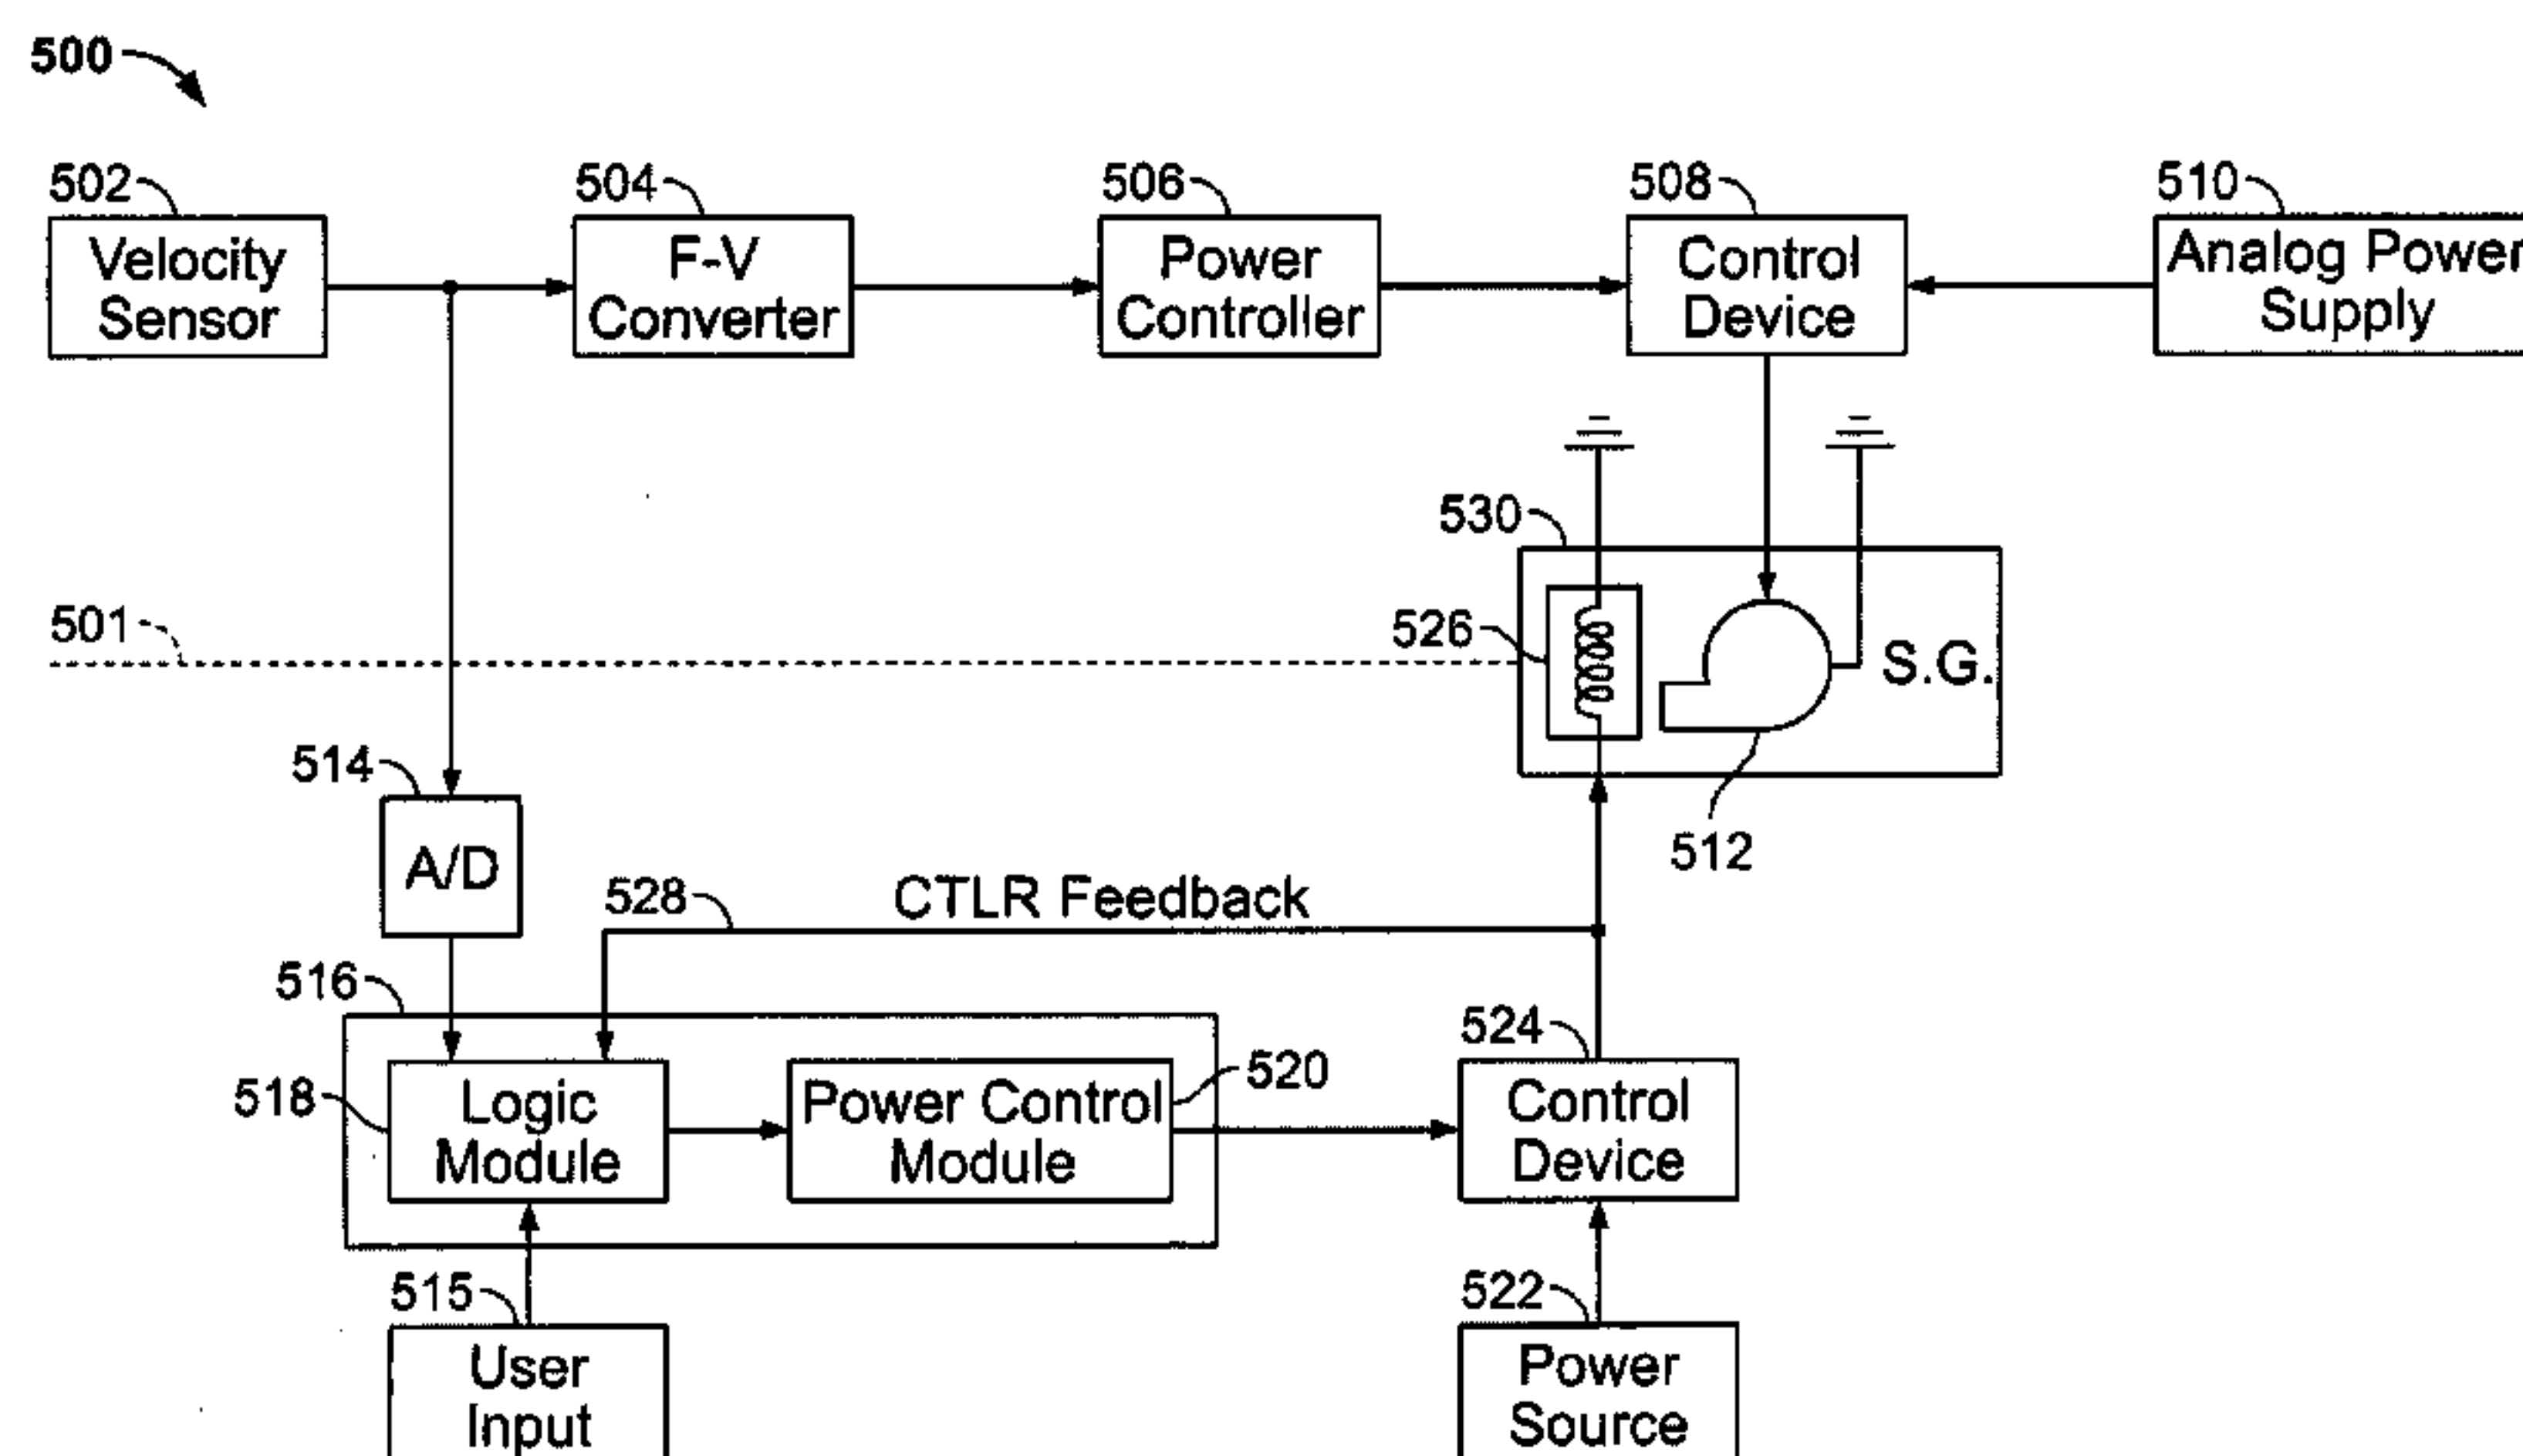 500
502
504
506
508
510
Velocity
Sensor
F-V
Converter
Power
Controller
Control
Device
Analog Power
Supply
530
501
526
S.G.
514
512
A/D
528
CTLR Feedback
516
524
518
Logic
Module
Power Control
Module
520
Control
Device
515
522
User
Input
Power
Source